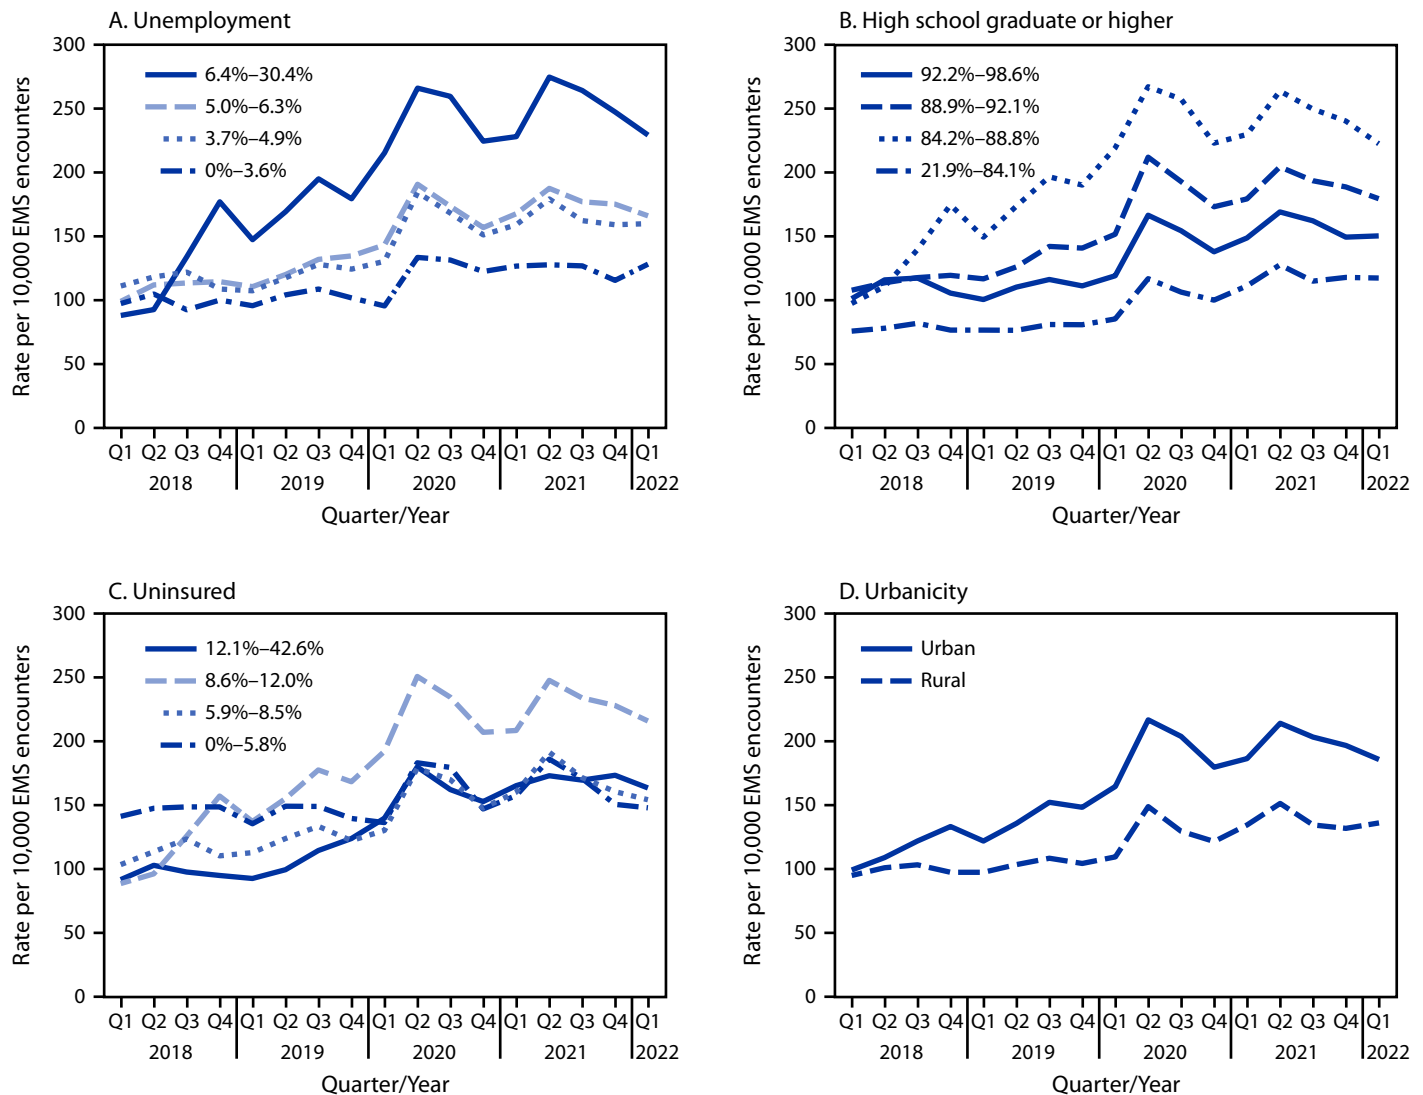 A. Unemployment
Rate per 10,000 EMS encounters
300
250
200
150
100
50
0
6.4%–30.4%
5.0%–6.3%
3.7%–4.9%
0%–3.6%
Q1 Q2 Q3 Q4 Q1 Q2 Q3 Q4 Q1 Q2 Q3 Q4 Q1 Q2 Q3 Q4 Q1
2018 2019 2020 2021 2022
Quarter/Year
B. High school graduate or higher
Rate per 10,000 EMS encounters
300
250
200
150
100
50
0
92.2%–98.6%
88.9%–92.1%
84.2%–88.8%
21.9%–84.1%
Q1 Q2 Q3 Q4 Q1 Q2 Q3 Q4 Q1 Q2 Q3 Q4 Q1 Q2 Q3 Q4 Q1
2018 2019 2020 2021 2022
Quarter/Year
C. Uninsured
Rate per 10,000 EMS encounters
300
250
200
150
100
50
0
12.1%–42.6%
8.6%–12.0%
5.9%–8.5%
0%–5.8%
Q1 Q2 Q3 Q4 Q1 Q2 Q3 Q4 Q1 Q2 Q3 Q4 Q1 Q2 Q3 Q4 Q1
2018 2019 2020 2021 2022
Quarter/Year
D. Urbanicity
Rate per 10,000 EMS encounters
300
250
200
150
100
50
0
Urban
Rural
Q1 Q2 Q3 Q4 Q1 Q2 Q3 Q4 Q1 Q2 Q3 Q4 Q1 Q2 Q3 Q4 Q1
2018 2019 2020 2021 2022
Quarter/Year